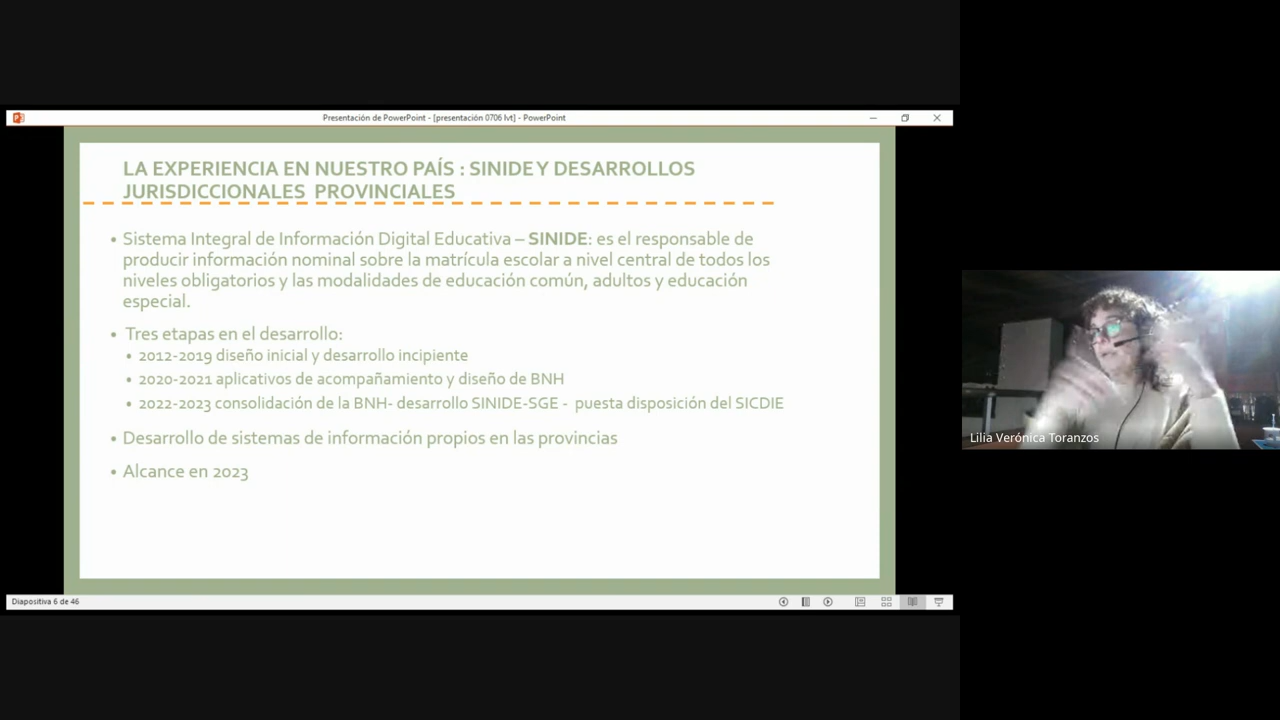 Presentación de PowerPoint - [presentación 0706 lvt] - PowerPoint
LA EXPERIENCIA EN NUESTRO PAÍS : SINIDE Y DESARROLLOS
JURISDICCIONALES PROVINCIALES
• Sistema Integral de Información Digital Educativa – SINIDE: es el responsable de
producir información nominal sobre la matrícula escolar a nivel central de todos los
niveles obligatorios y las modalidades de educación común, adultos y educación
especial.
• Tres etapas en el desarrollo:
• 2012-2019 diseño inicial y desarrollo incipiente
• 2020-2021 aplicativos de acompañamiento y diseño de BNH
• 2022-2023 consolidación de la BNH- desarrollo SINIDE-SGE - puesta disposición del SICDIE
• Desarrollo de sistemas de información propios en las provincias
• Alcance en 2023
Lilia Verónica Toranzos
Diapositiva 6 de 46